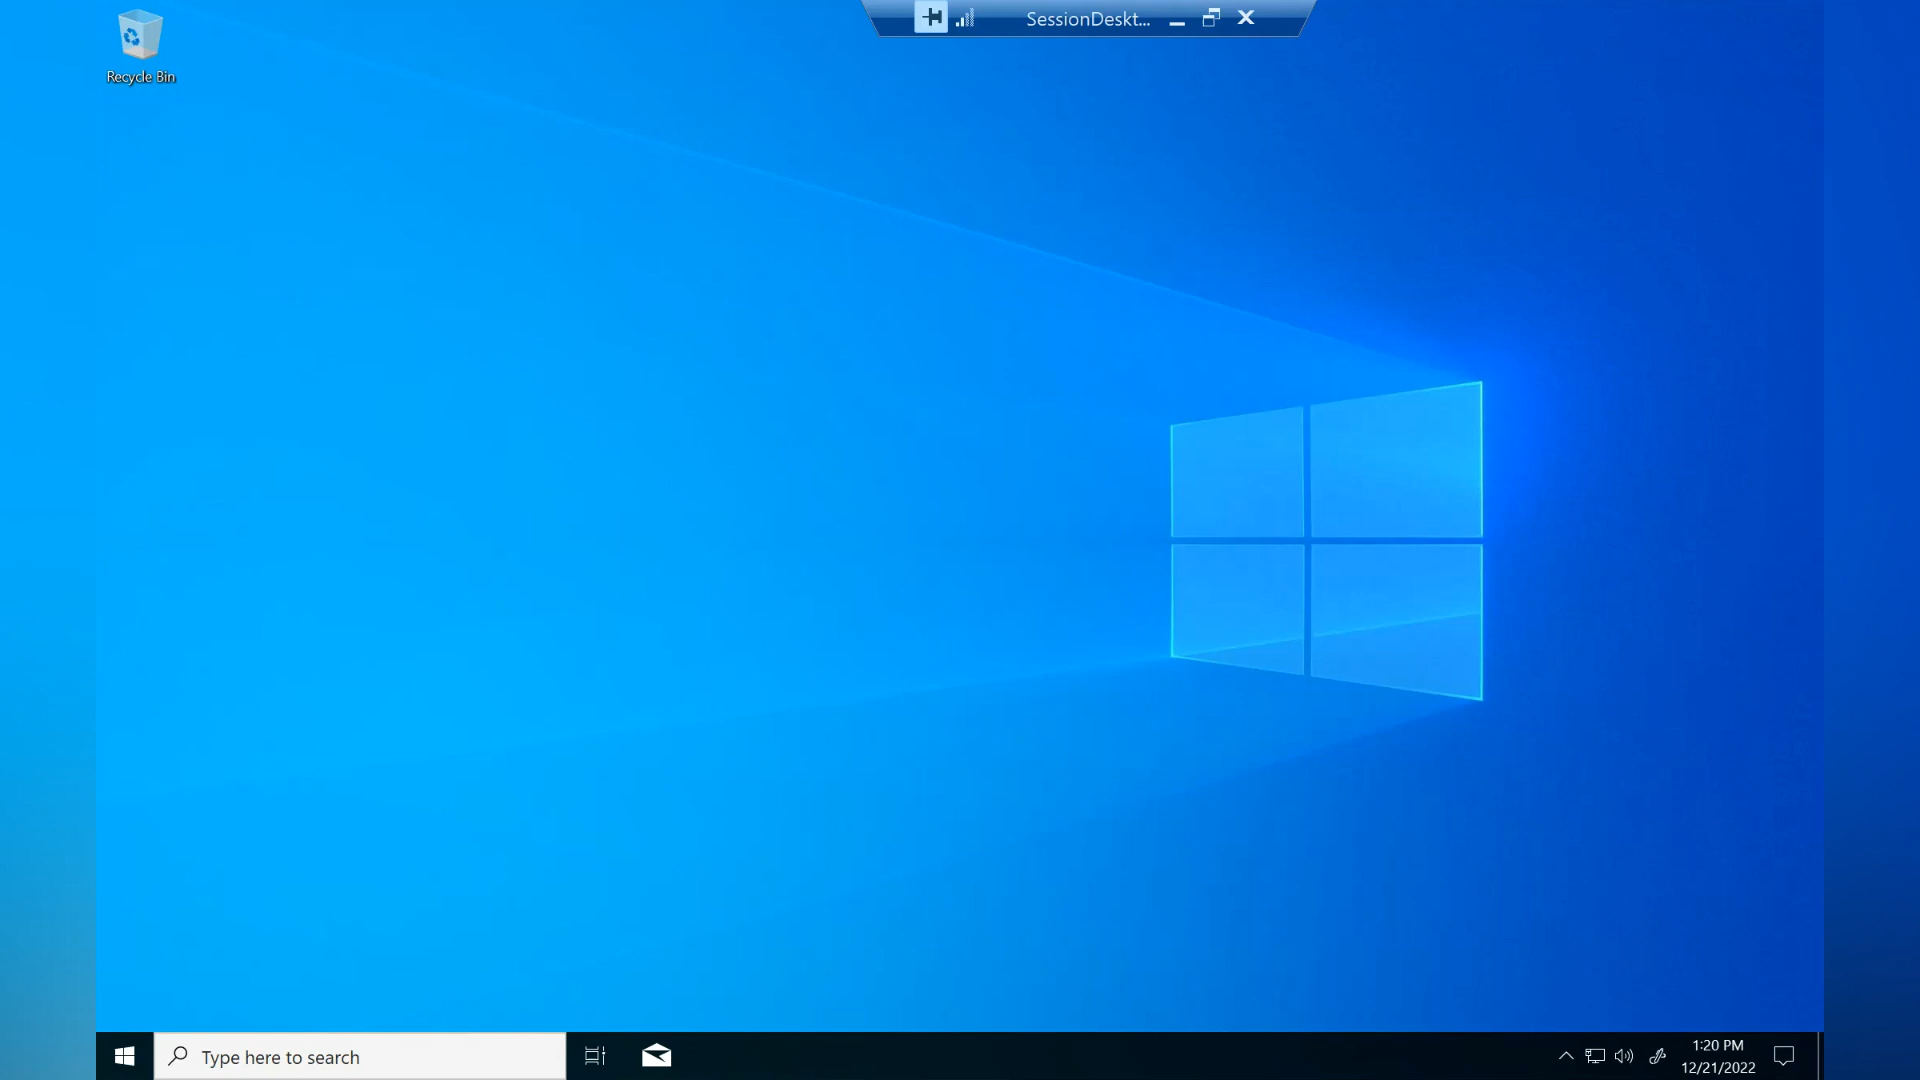 SessionDeskt...
Recycle Bin
Type here to search
1:20 PM
12/21/2022